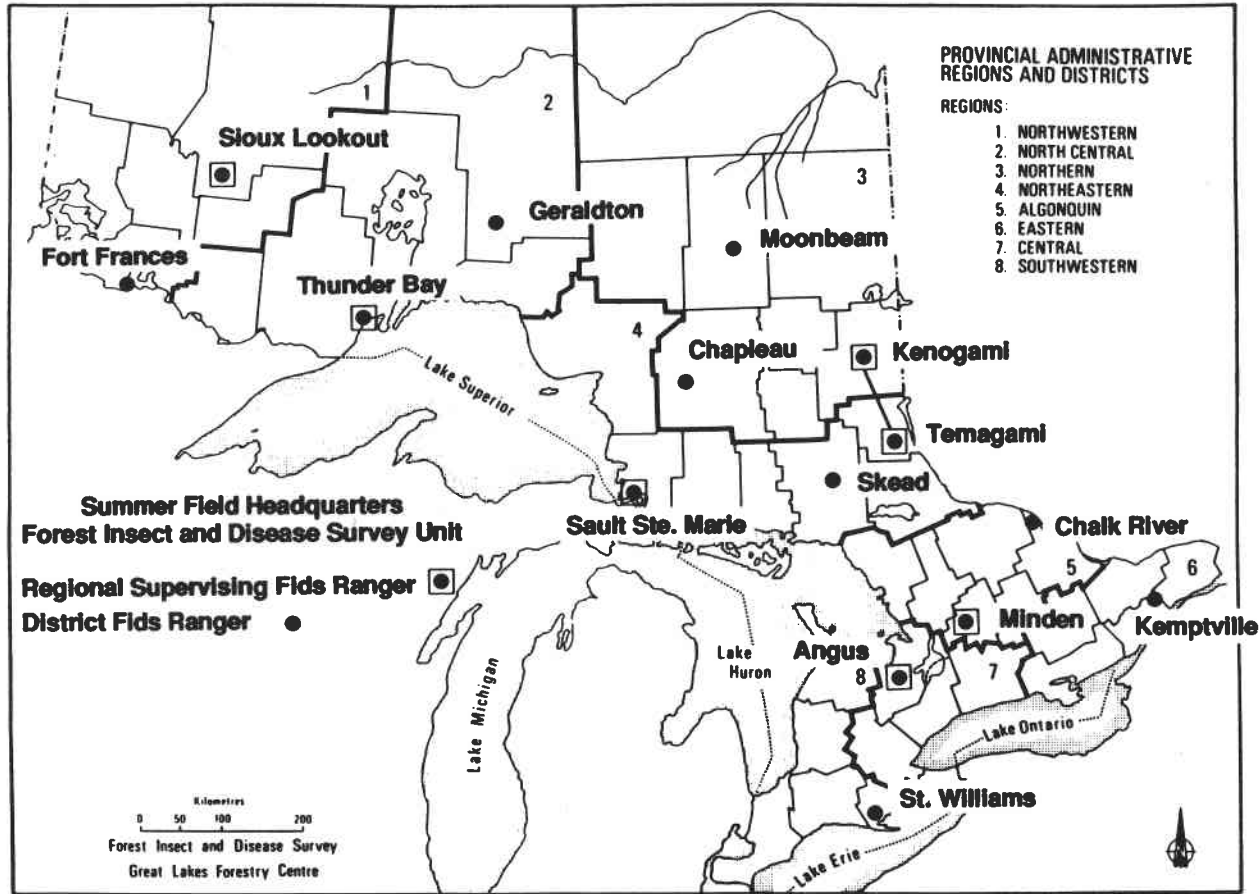 PROVINCIAL ADMINISTRATIVE
REGIONS AND DISTRICTS
REGIONS:
1. NORTHWESTERN
2. NORTH CENTRAL
3. NORTHERN
4. NORTHEASTERN
5. ALGONQUIN
6. EASTERN
7. CENTRAL
8. SOUTHWESTERN
1
2
3
Sioux Lookout
Geraldton
Moonbeam
Fort Frances
Thunder Bay
4
Chapleau
Kenogami
Lake Superior
Temagami
Skead
Summer Field Headquarters
Forest Insect and Disease Survey Unit
Sault Ste. Marie
Chalk River
5
6
Regional Supervising Fids Ranger
District Fids Ranger
Minden
Kemptville
Angus
Lake
Huron
8
7
Lake Michigan
Lake Ontario
St. Williams
Lake Erie
Kilometres
0 50 100 200
Forest Insect and Disease Survey
Great Lakes Forestry Centre